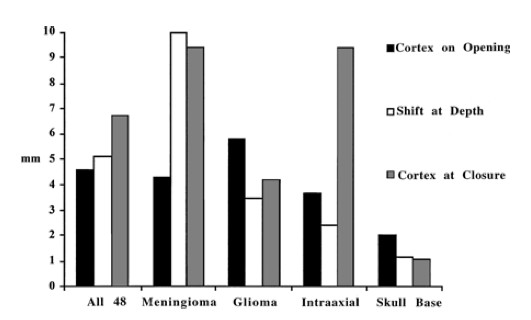 10
9
8
7
6
5
4
3
2
1
0
mm
All 48 Meningioma Glioma Intraaxial Skull Base
Cortex on Opening
Shift at Depth
Cortex at Closure